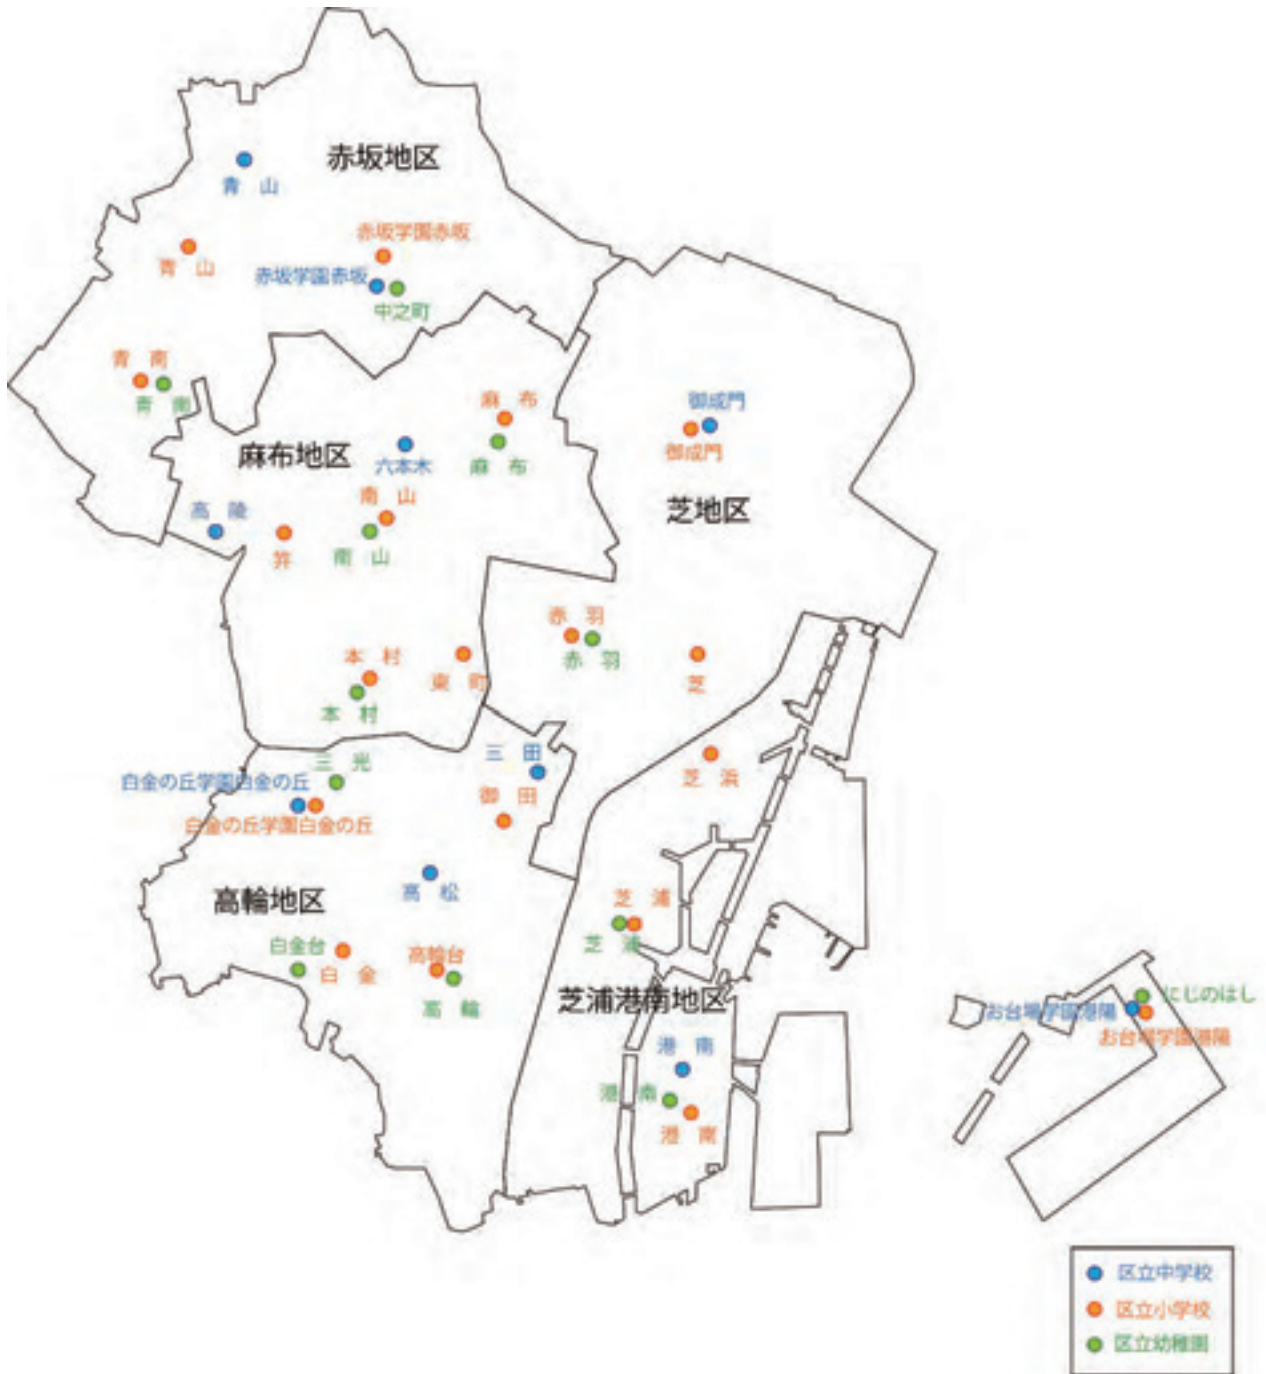 赤坂地区
青 山
赤坂学園赤坂
青 山
赤坂学園赤坂
中之町
青 南
青 南
麻 布
御成門
麻布地区
六本木
麻 布
御成門
南 山
高 陵
芝地区
笄
南 山
赤 羽
赤 羽
本 村
東 町
芝
本 村
三 田
三 光
芝 浜
白金の丘学園白金の丘
御 田
白金の丘学園白金の丘
高 松
高輪地区
芝 浦
白金台
芝 浦
高輪台
白 金
にじのはし
芝浦港南地区
高 輪
お台場学園港陽
お台場学園港陽
港 南
港 南
港 南
区立中学校
区立小学校
区立幼稚園